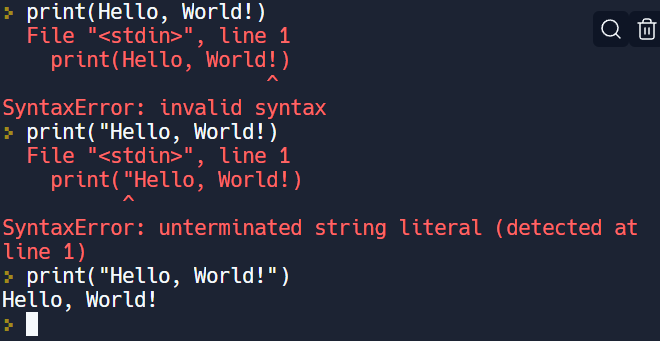 > print(Hello, World!)
  File "<stdin>", line 1
    print(Hello, World!)
                      ^
SyntaxError: invalid syntax
> print("Hello, World!)
  File "<stdin>", line 1
    print("Hello, World!)
          ^
SyntaxError: unterminated string literal (detected at
line 1)
> print("Hello, World!")
Hello, World!
>